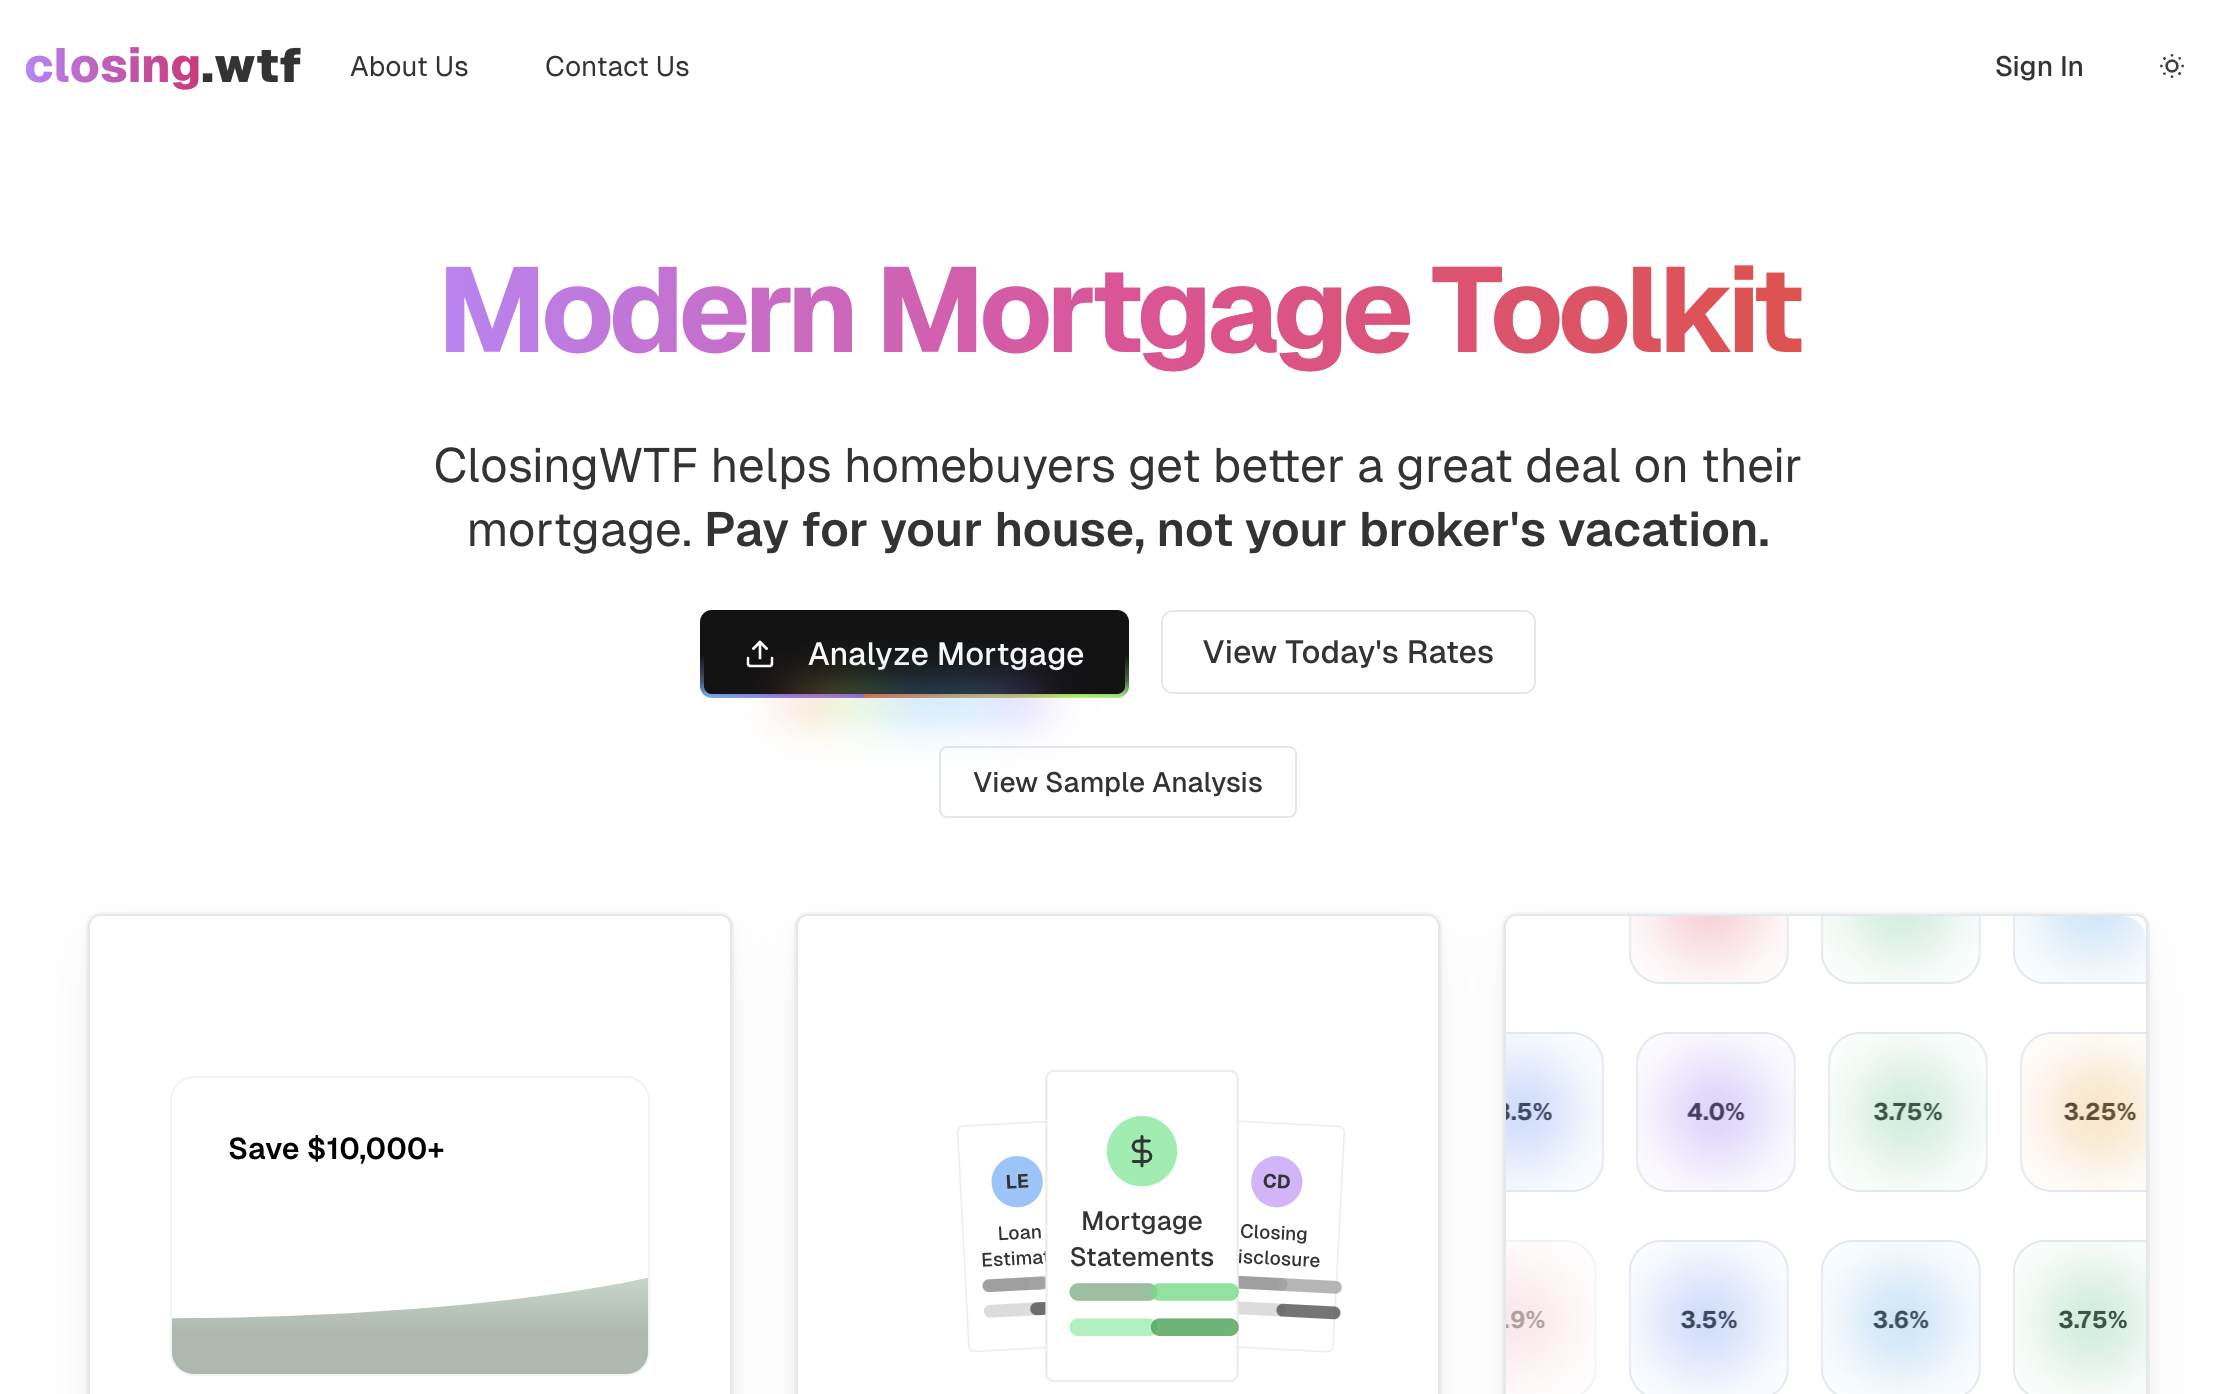 closing.wtf About Us Contact Us Sign In
Modern Mortgage Toolkit
ClosingWTF helps homebuyers get better a great deal on their
mortgage. Pay for your house, not your broker's vacation.
Analyze Mortgage View Today's Rates
View Sample Analysis
Save $10,000+
LE
Loan
Estimat
$
Mortgage
Statements
CD
Closing
isclosure
.5% 4.0% 3.75% 3.25%
.9% 3.5% 3.6% 3.75%